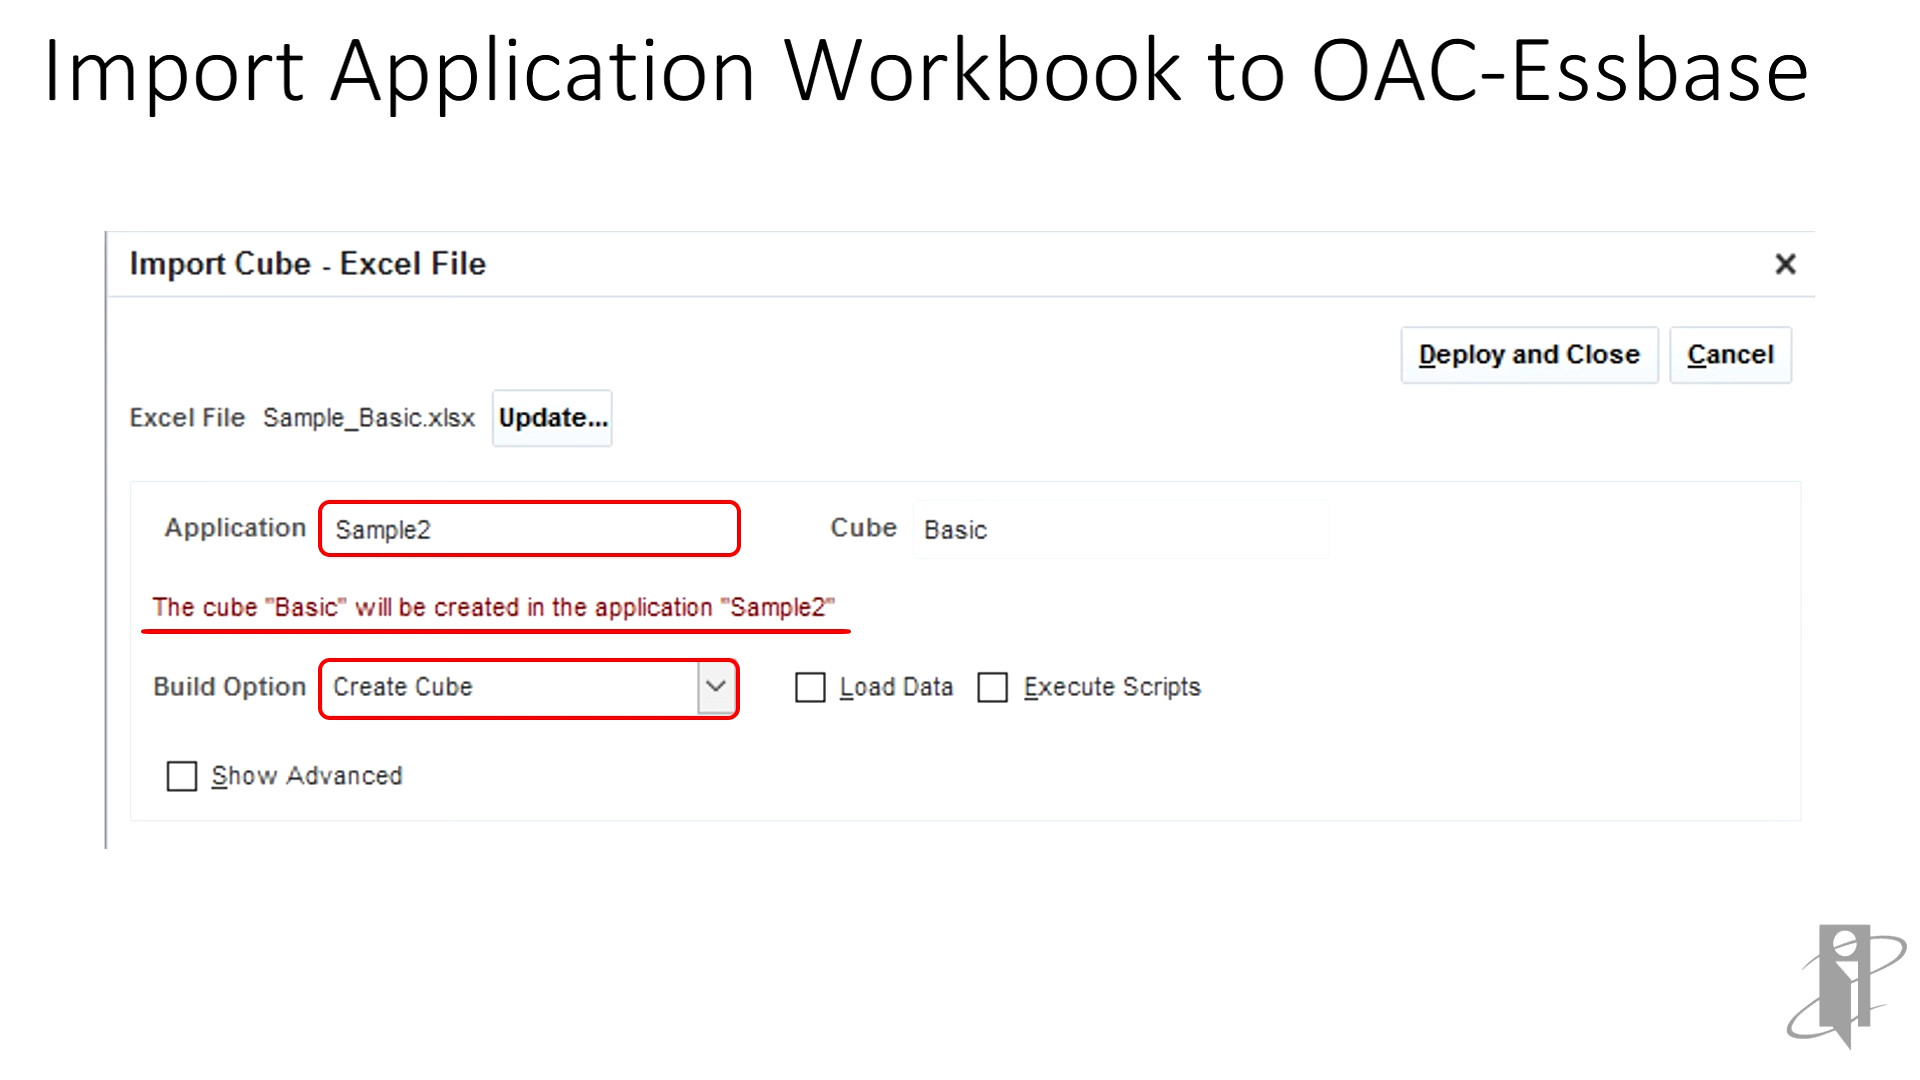 Import Application Workbook to OAC-Essbase
Import Cube - Excel File
Deploy and Close Cancel
Excel File Sample_Basic.xlsx Update...
Application Sample2 Cube Basic
The cube "Basic" will be created in the application "Sample2"
Build Option Create Cube Load Data Execute Scripts
Show Advanced